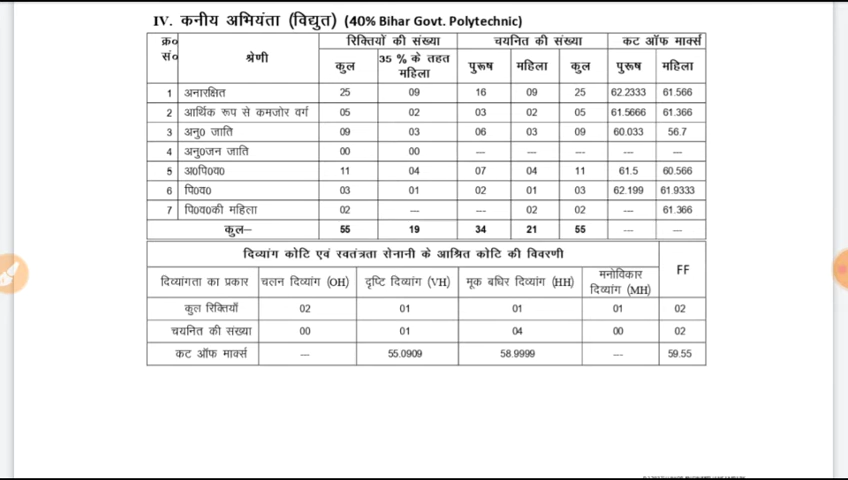 IV. कनीय अभियंता (विद्युत) (40% Bihar Govt. Polytechnic)
क्र० सं० श्रेणी रिक्तियों की संख्या चयनित की संख्या कट ऑफ मार्क्स
कुल 35 % के तहत महिला पुरूष महिला कुल पुरूष महिला
1 अनारक्षित 25 09 16 09 25 62.2333 61.566
2 आर्थिक रूप से कमजोर वर्ग 05 02 03 02 05 61.5666 61.366
3 अनु0 जाति 09 03 06 03 09 60.033 56.7
4 अनु0जन जाति 00 00 --- --- --- --- ---
5 अ0पि0व0 11 04 07 04 11 61.5 60.566
6 पि0व0 03 01 02 01 03 62.199 61.9333
7 पि0व0की महिला 02 --- --- 02 02 --- 61.366
कुल– 55 19 34 21 55 --- ---
दिव्यांग कोटि एवं स्वतंत्रता सेनानी के आश्रित कोटि की विवरणी FF
दिव्यांगता का प्रकार चलन दिव्यांग (OH) दृष्टि दिव्यांग (VH) मूक बधिर दिव्यांग (HH) मनोविकार दिव्यांग (MH)
कुल रिक्तियाँ 02 01 01 01 02
चयनित की संख्या 00 01 04 00 02
कट ऑफ मार्क्स --- 55.0909 58.9999 --- 59.55